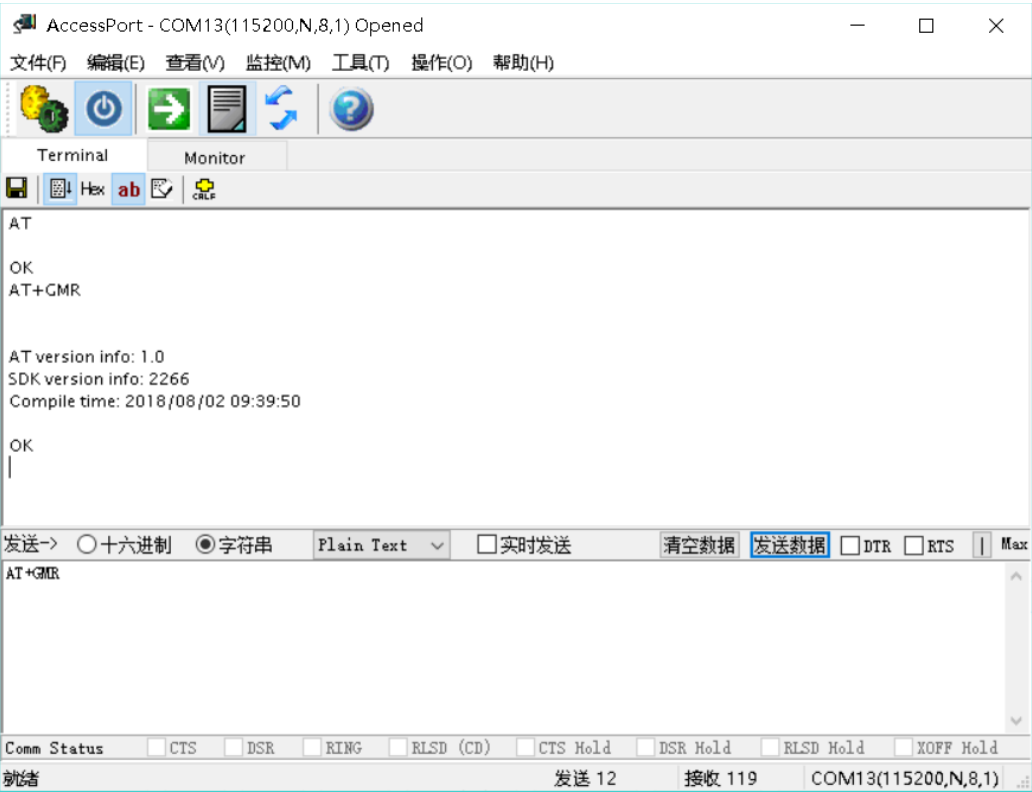 AccessPort - COM13(115200,N,8,1) Opened
文件(F) 编辑(E) 查看(V) 监控(M) 工具(T) 操作(O) 帮助(H)
Terminal Monitor
Hex ab CRLF
AT
OK
AT+GMR
AT version info: 1.0
SDK version info: 2266
Compile time: 2018/08/02 09:39:50
OK
发送-> 十六进制 字符串 Plain Text 实时发送 清空数据 发送数据 DTR RTS | Max
AT+GMR
Comm Status CTS DSR RING RLSD (CD) CTS Hold DSR Hold RLSD Hold XOFF Hold
就绪 发送 12 接收 119 COM13(115200,N,8,1)